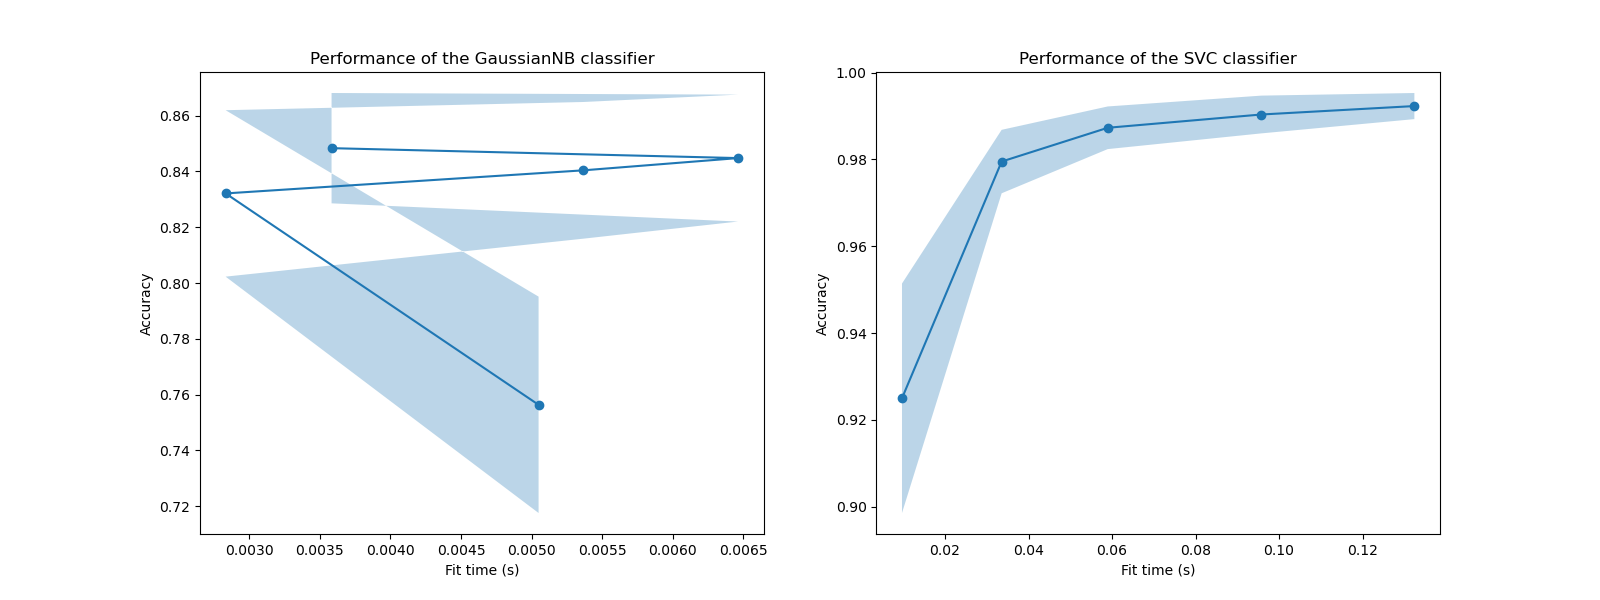 Performance of the GaussianNB classifier
Accuracy
0.86
0.84
0.82
0.80
0.78
0.76
0.74
0.72
0.0030 0.0035 0.0040 0.0045 0.0050 0.0055 0.0060 0.0065
Fit time (s)
Performance of the SVC classifier
Accuracy
1.00
0.98
0.96
0.94
0.92
0.90
0.02 0.04 0.06 0.08 0.10 0.12
Fit time (s)